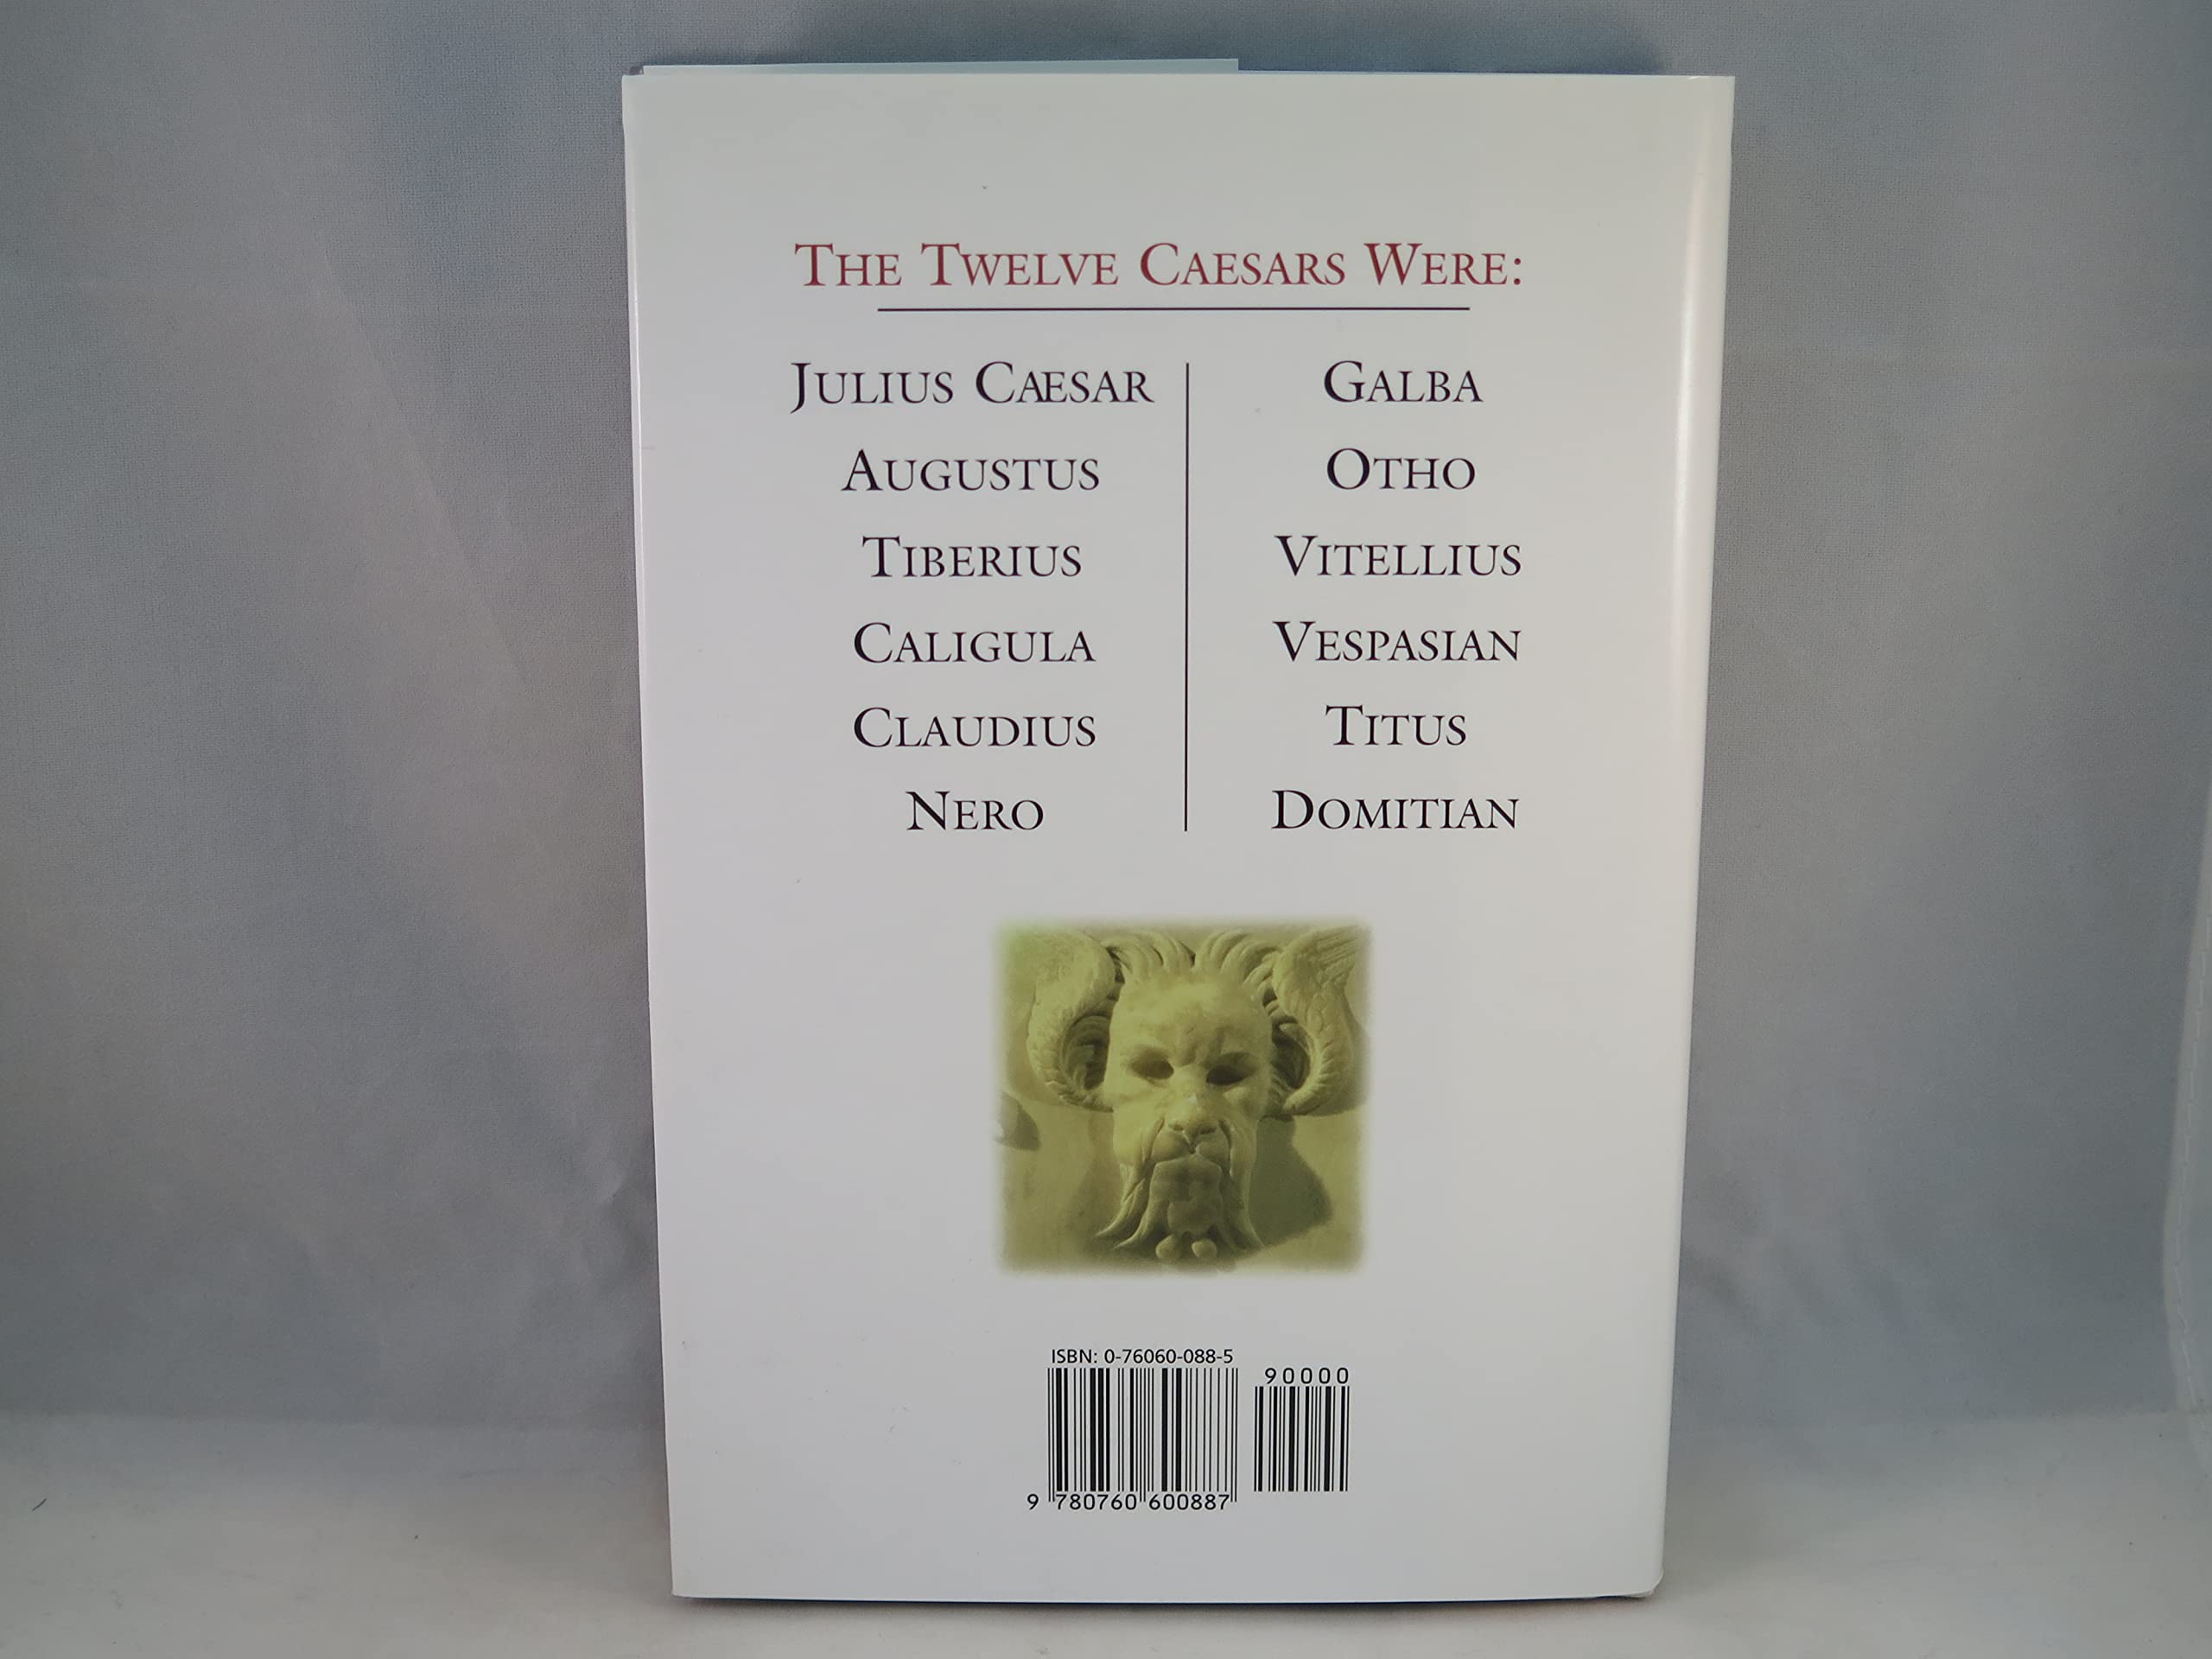 THE TWELVE CAESARS WERE:
JULIUS CÆSAR
AUGUSTUS
TIBERIUS
CALIGULA
CLAUDIUS
NERO
GALBA
OTHO
VITELLIUS
VESPASIAN
TITUS
DOMITIAN
ISBN: 0-76060-088-5
90000
9 780760 600887